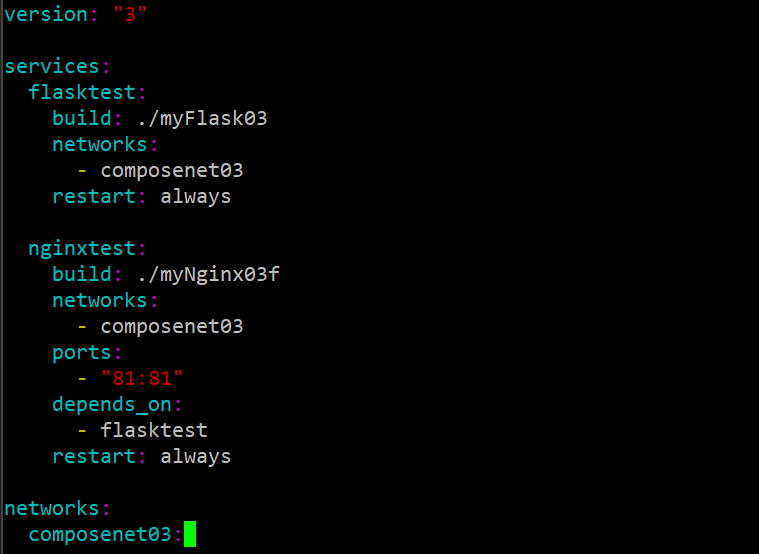 version: "3"
services:
  flasktest:
    build: ./myFlask03
    networks:
      - composenet03
    restart: always
  nginxtest:
    build: ./myNginx03f
    networks:
      - composenet03
    ports:
      - "81:81"
    depends_on:
      - flasktest
    restart: always
networks:
  composenet03: